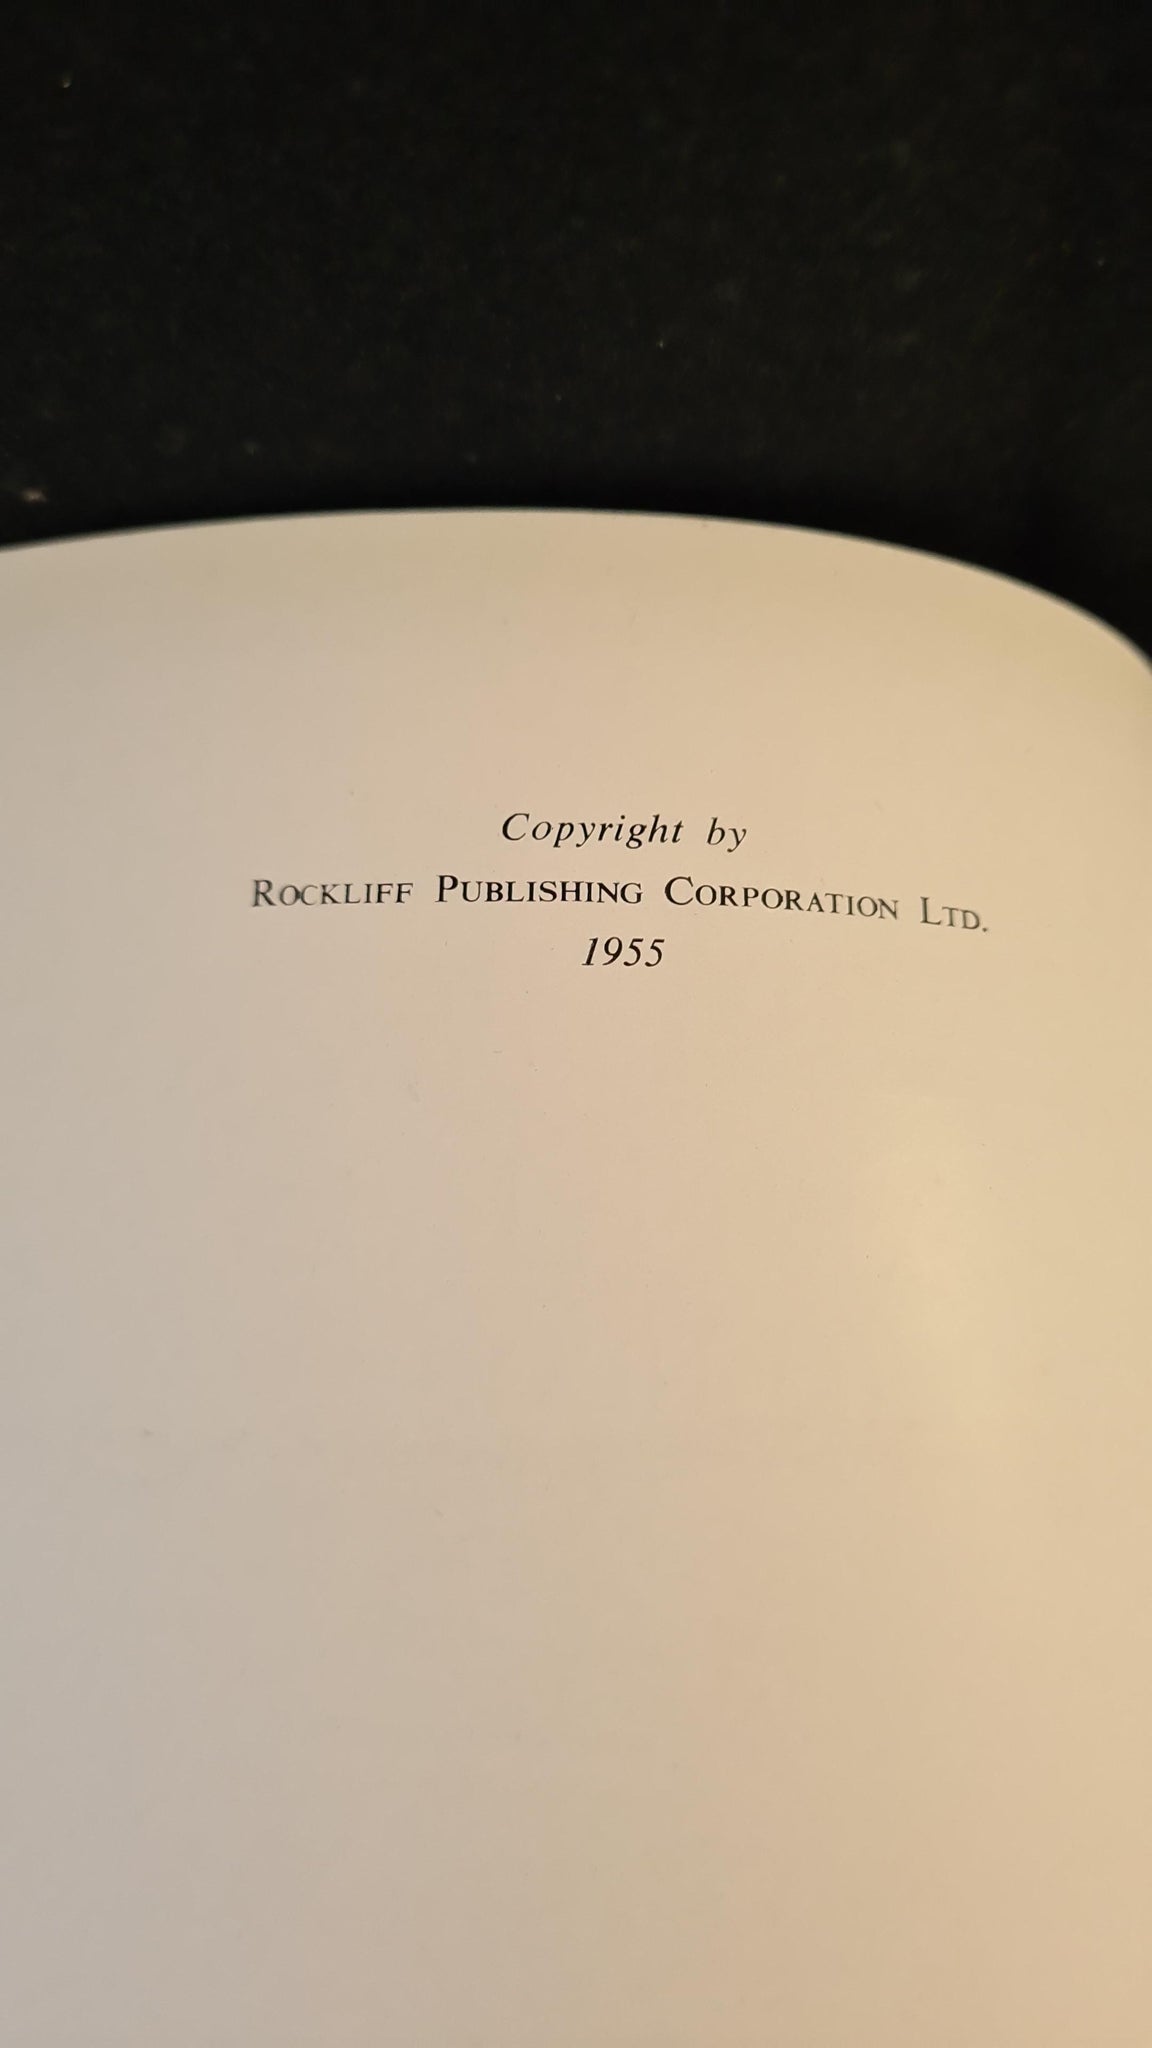 Copyright by
ROCKLIFF PUBLISHING CORPORATION LTD.
1955